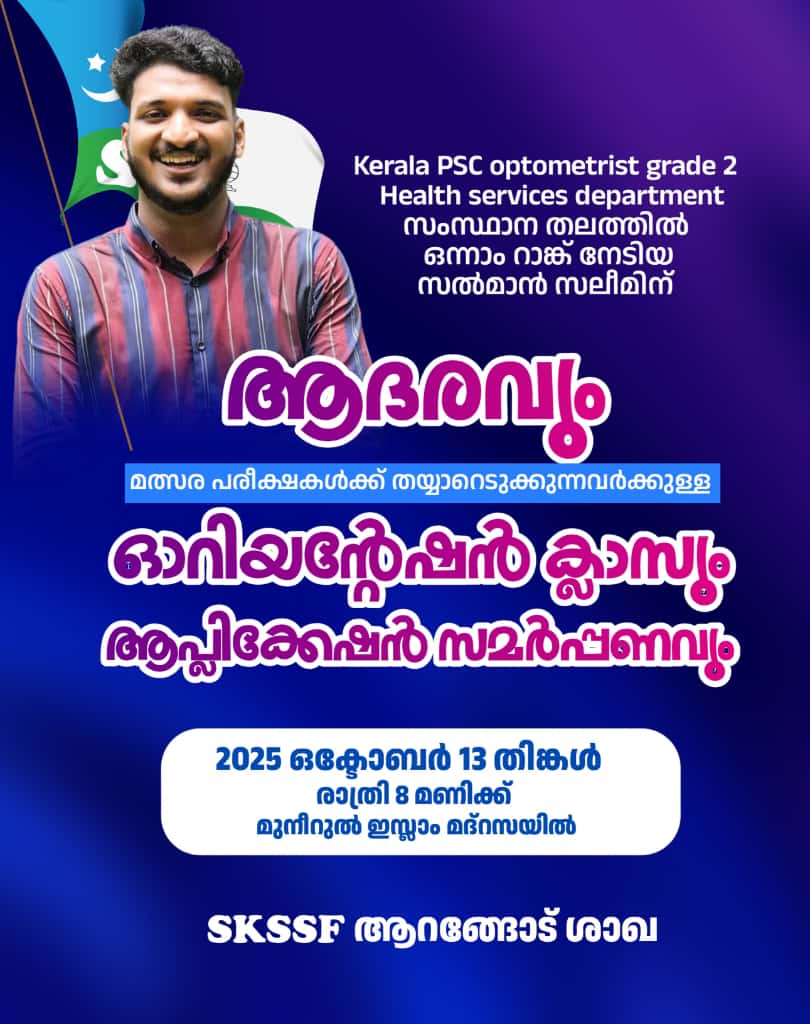 Kerala PSC optometrist grade 2
Health services department
സംസ്ഥാന തലത്തിൽ
ഒന്നാം റാങ്ക് നേടിയ
സൽമാൻ സലീമിന്
ആദരവും
മത്സര പരീക്ഷകൾക്ക് തയ്യാറെടുക്കുന്നവർക്കുള്ള
ഓറിയന്റേഷൻ ക്ലാസും
ആപ്ലിക്കേഷൻ സമർപ്പണവും
2025 ഒക്ടോബർ 13 തിങ്കൾ
രാത്രി 8 മണിക്ക്
മുനീറുൽ ഇസ്ലാം മദ്റസയിൽ
SKSSF ആറങ്ങോട് ശാഖ